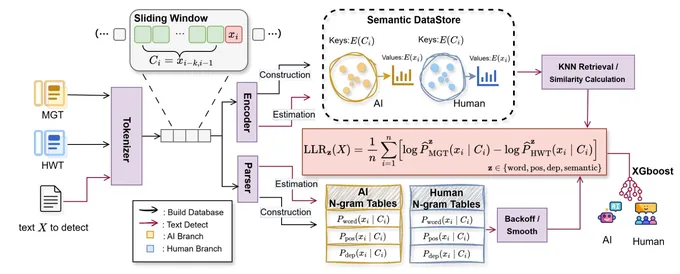 Sliding Window
(··· x_i ···)
C_i = x_{i−k,i−1}
MGT
HWT
text X to detect
Tokenizer
Encoder
Parser
Construction
Estimation
Estimation
Construction
: Build Database
: Text Detect
: AI Branch
: Human Branch
Semantic DataStore
Keys:E(C_i)
Values:E(x_i)
AI
Keys:E(C_i)
Values:E(x_i)
Human
KNN Retrieval /
Similarity Calculation
LLR_z(X) = 1/n ∑_{i=1}^{n} [log P̂^z_MGT(x_i | C_i) − log P̂^z_HWT(x_i | C_i)]
z ∈ {word, pos, dep, semantic}
AI
N-gram Tables
P_word(x_i | C_i)
P_pos(x_i | C_i)
P_dep(x_i | C_i)
Human
N-gram Tables
P_word(x_i | C_i)
P_pos(x_i | C_i)
P_dep(x_i | C_i)
Backoff /
Smooth
XGboost
AI
Human